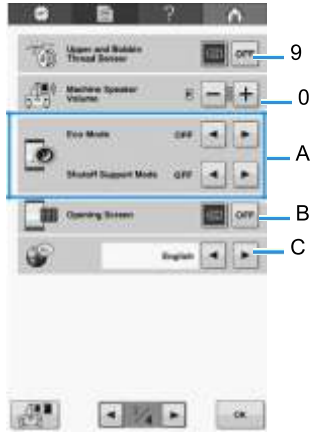 ?
Upper and Bobbin
Thread Sensor
OFF
9
Machine Speaker
Volume
- +
0
Eco Mode
OFF
Shutoff Support Mode
OFF
A
Opening Screen
OFF
B
English
C
OK